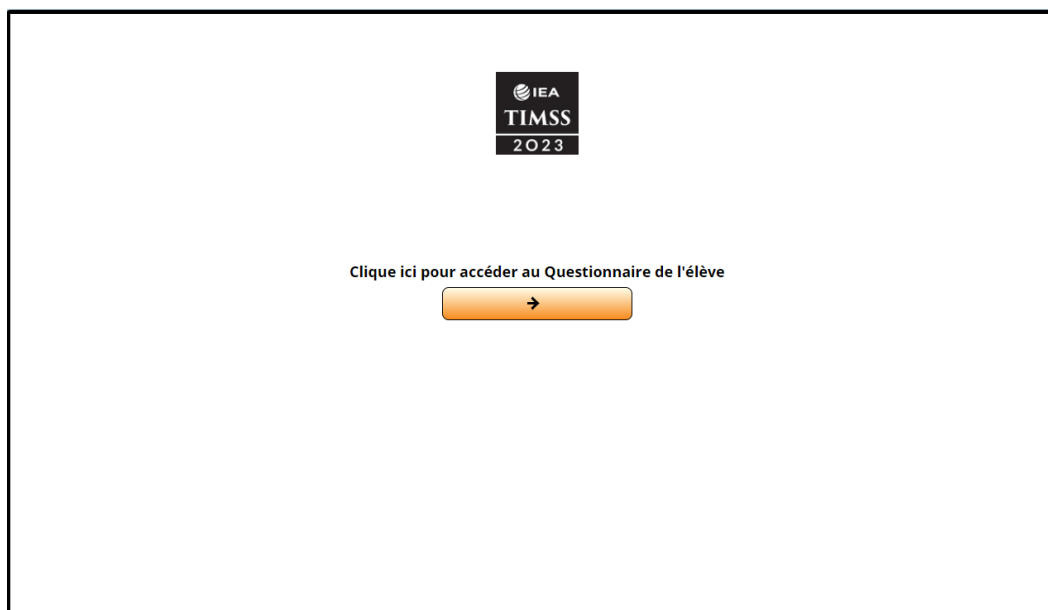 IEA
TIMSS
2023
Clique ici pour accéder au Questionnaire de l'élève
→